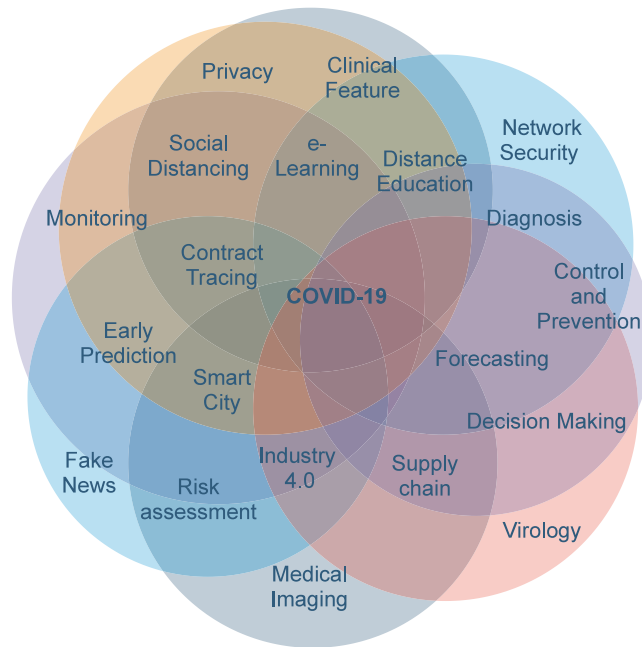 Privacy
Clinical
Feature
Network
Security
Social
Distancing
e-
Learning
Distance
Education
Monitoring
Diagnosis
Contract
Tracing
COVID-19
Control
and
Prevention
Early
Prediction
Forecasting
Smart
City
Decision Making
Fake
News
Risk
assessment
Industry
4.0
Supply
chain
Virology
Medical
Imaging